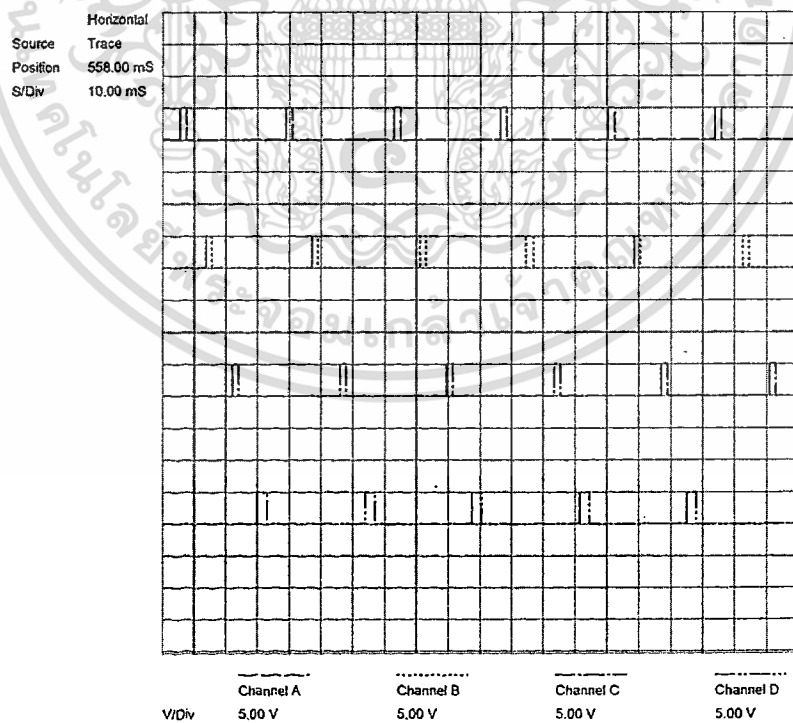 Horizontal
Source Trace
Position 558.00 mS
S/Div 10.00 mS
Channel A Channel B Channel C Channel D
V/Div 5.00 V 5.00 V 5.00 V 5.00 V